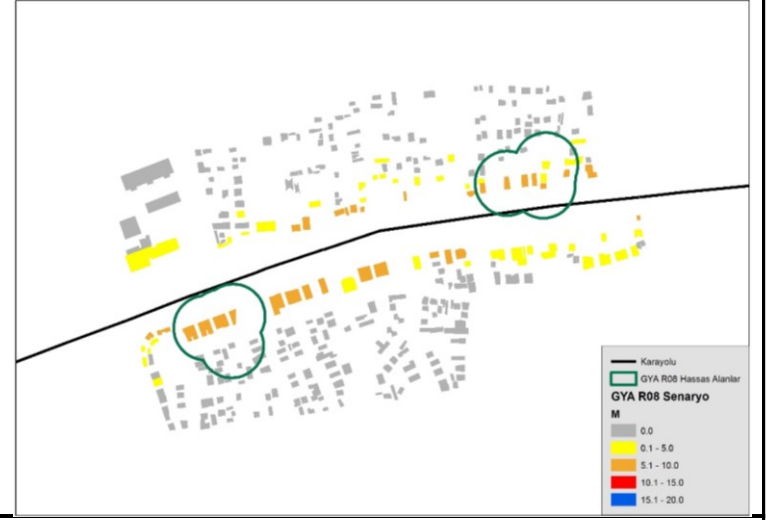 Karayolu
GYA R08 Hassas Alanlar
GYA R08 Senaryo
M
0.0
0.1 - 5.0
5.1 - 10.0
10.1 - 15.0
15.1 - 20.0